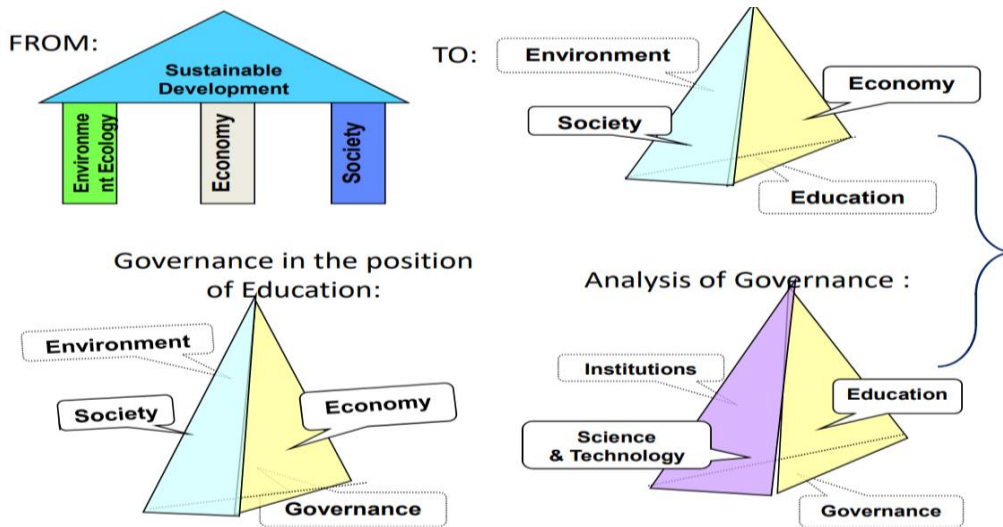 FROM:
Sustainable
Development
Environme
nt Ecology
Economy
Society
TO:
Environment
Economy
Society
Education
Governance in the position
of Education:
Environment
Society
Economy
Governance
Analysis of Governance :
Institutions
Education
Science
& Technology
Governance